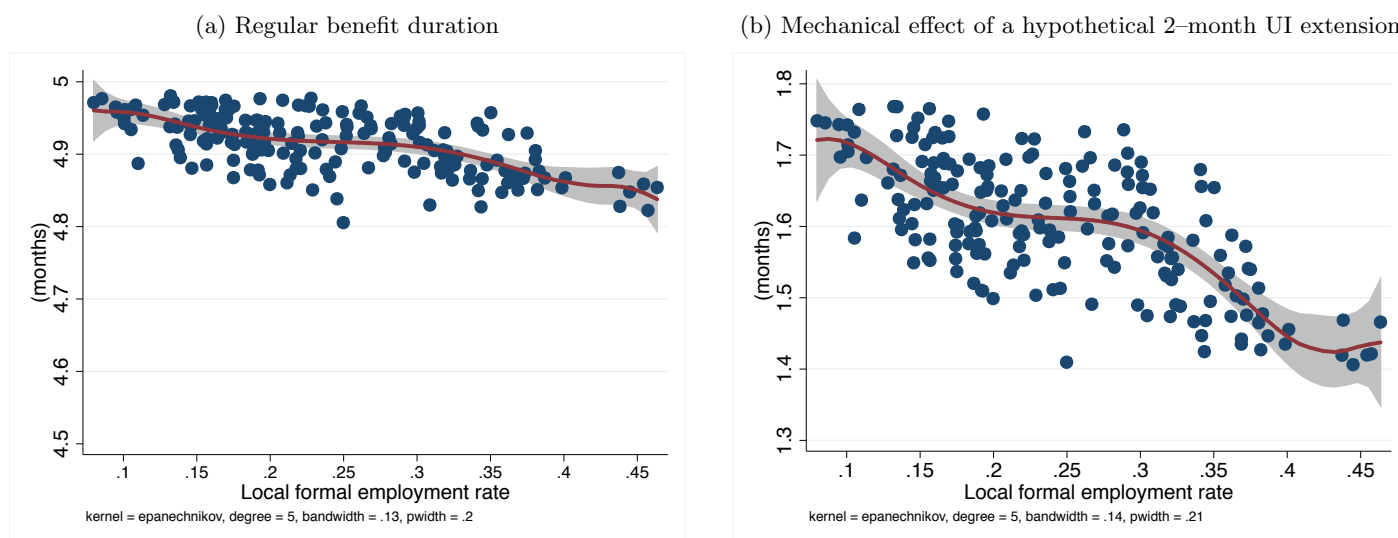 (a) Regular benefit duration
5
4.9
4.8
4.7
4.6
4.5
(months)
.1 .15 .2 .25 .3 .35 .4 .45
Local formal employment rate
kernel = epanechnikov, degree = 5, bandwidth = .13, pwidth = .2
(b) Mechanical effect of a hypothetical 2–month UI extension
1.8
1.7
1.6
1.5
1.4
1.3
(months)
.1 .15 .2 .25 .3 .35 .4 .45
Local formal employment rate
kernel = epanechnikov, degree = 5, bandwidth = .14, pwidth = .21